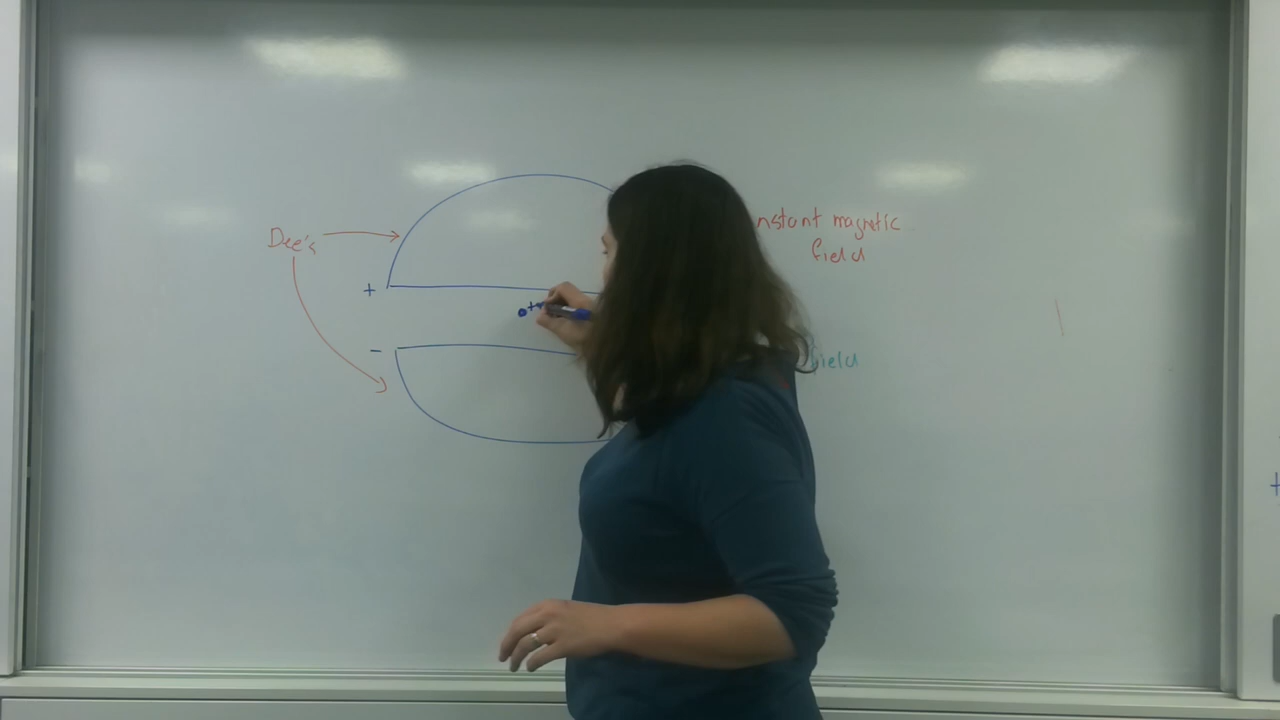 nstant magnetic
field
Dee's
+
+
-
field
+